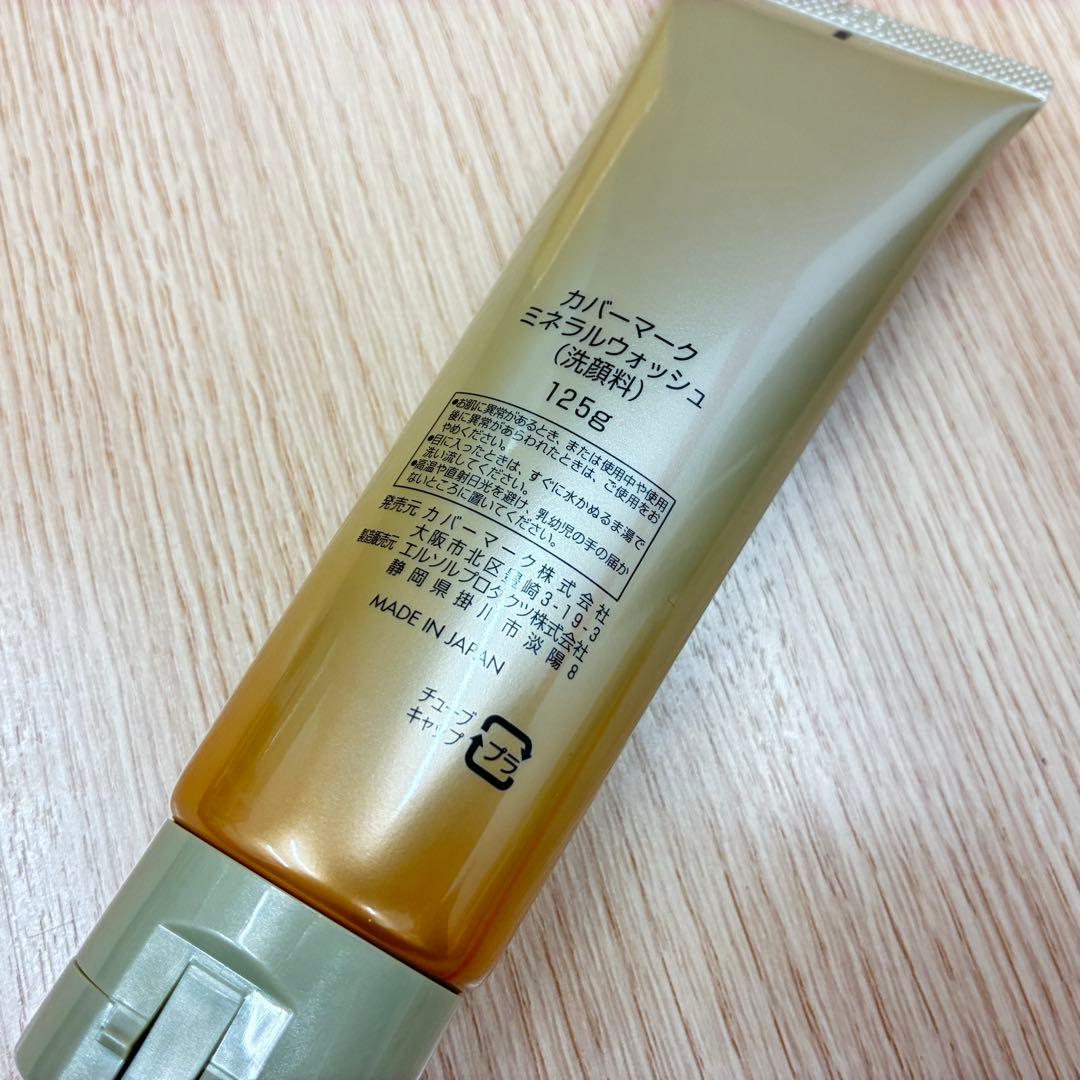 カバーマーク
ミネラルウォッシュ
(洗顔料)
125g
●お肌に異常があるとき、または使用中や使用
後に異常があらわれたときは、ご使用をお
やめください。
●目に入ったときは、すぐに水かぬるま湯で
洗い流してください。
●高温や直射日光を避け、乳幼児の手の届か
ないところに置いてください。
発売元 カバーマーク株式会社
大阪市北区豊崎3-19-3
製造販売元 エルソルプロダクツ株式会社
静岡県掛川市淡陽8
MADE IN JAPAN
チューブ
キャップ
プラ